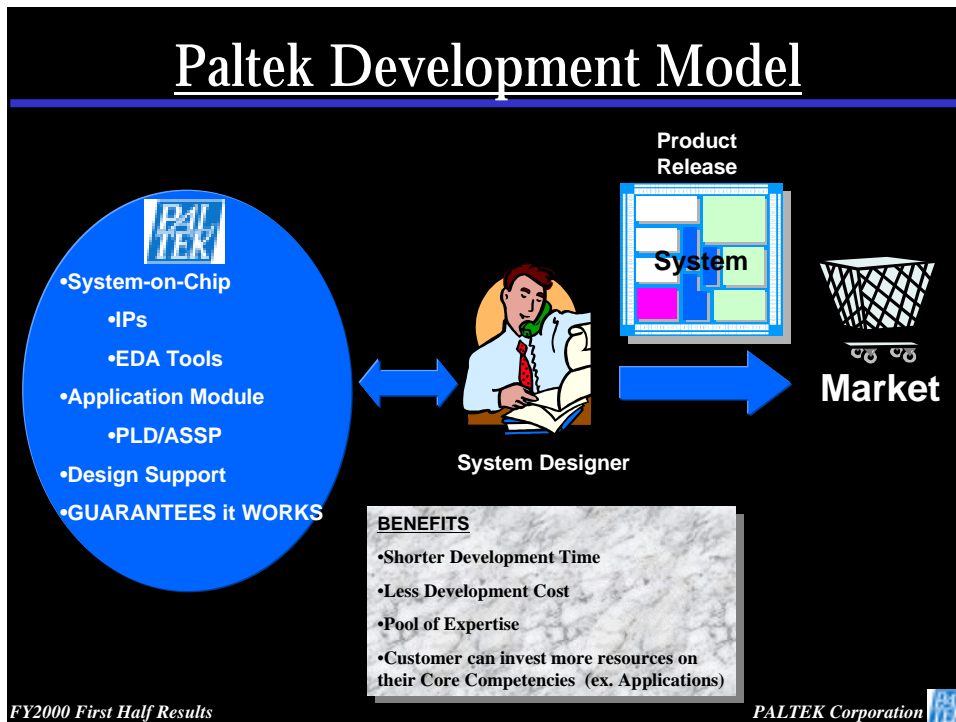 Paltek Development Model
Product
Release
PAL
TEK
•System-on-Chip
•IPs
•EDA Tools
•Application Module
•PLD/ASSP
•Design Support
•GUARANTEES it WORKS
System
Market
System Designer
BENEFITS
•Shorter Development Time
•Less Development Cost
•Pool of Expertise
•Customer can invest more resources on
their Core Competencies (ex. Applications)
FY2000 First Half Results
PALTEK Corporation
PAL
TEK